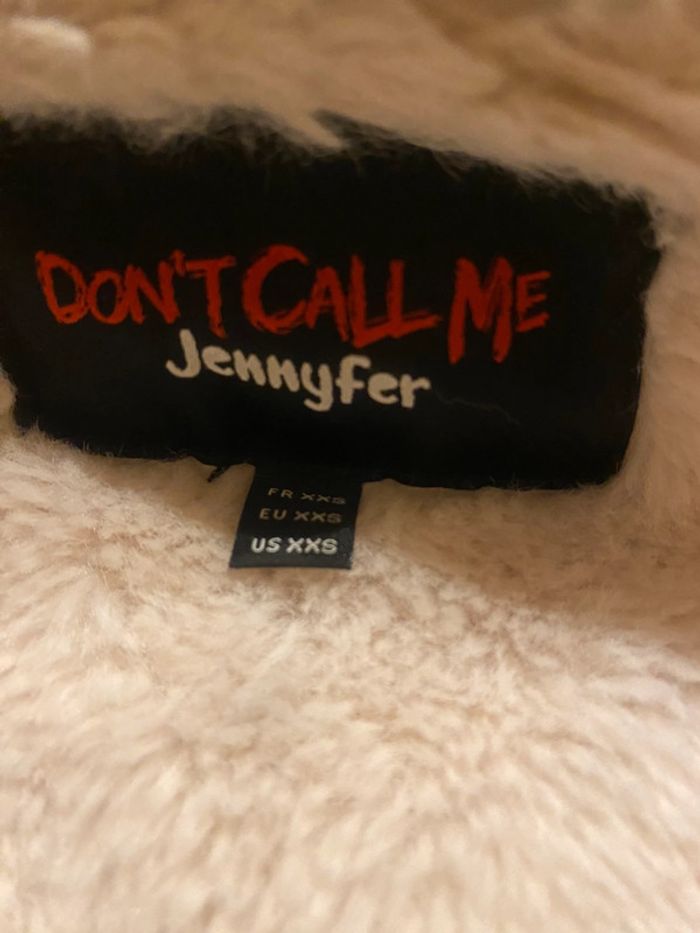 DON'T CALL ME
Jennyfer
FR XXS
EU XXS
US XXS